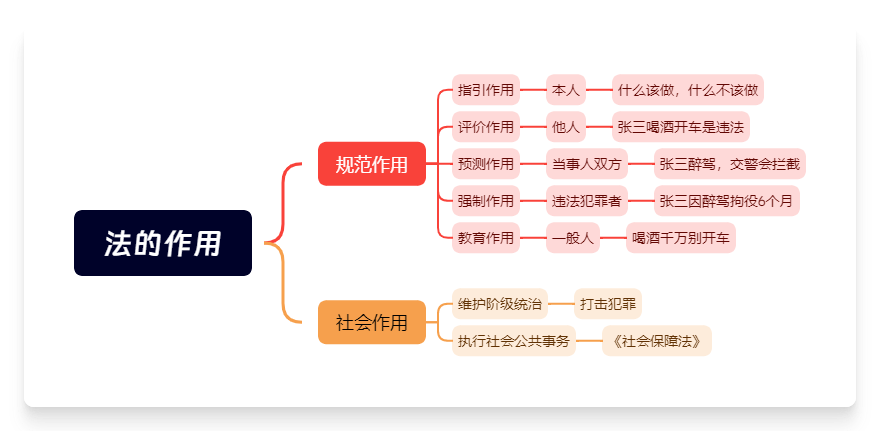 法的作用
规范作用
指引作用 本人 什么该做，什么不该做
评价作用 他人 张三喝酒开车是违法
预测作用 当事人双方 张三醉驾，交警会拦截
强制作用 违法犯罪者 张三因醉驾拘役6个月
教育作用 一般人 喝酒千万别开车
社会作用
维护阶级统治 打击犯罪
执行社会公共事务 《社会保障法》